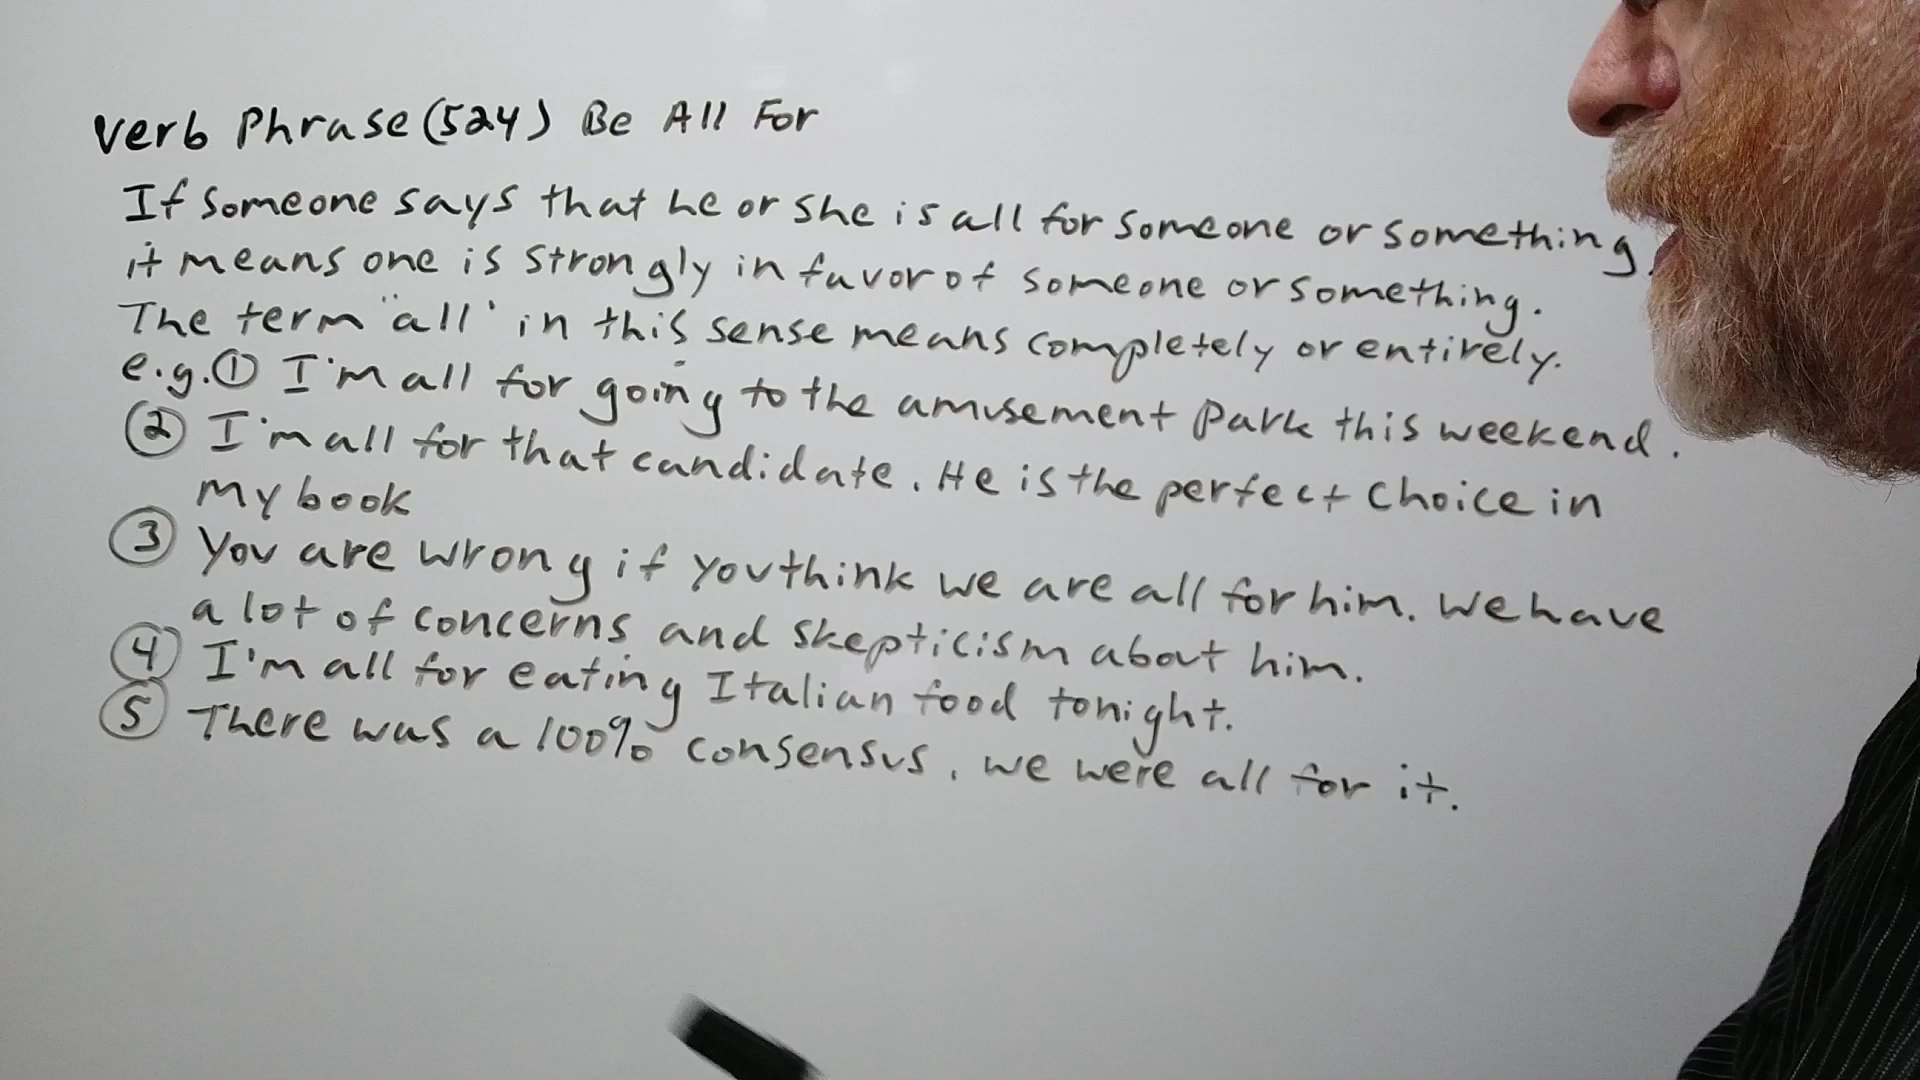 Verb Phrase (524) Be All For
If someone says that he or she is all for someone or something,
it means one is strongly in favor of someone or something.
The term "all" in this sense means completely or entirely.
e.g. ① I'm all for going to the amusement park this weekend.
② I'm all for that candidate. He is the perfect choice in
my book
③ You are wrong if you think we are all for him. We have
a lot of concerns and skepticism about him.
④ I'm all for eating Italian food tonight.
⑤ There was a 100% consensus. We were all for it.